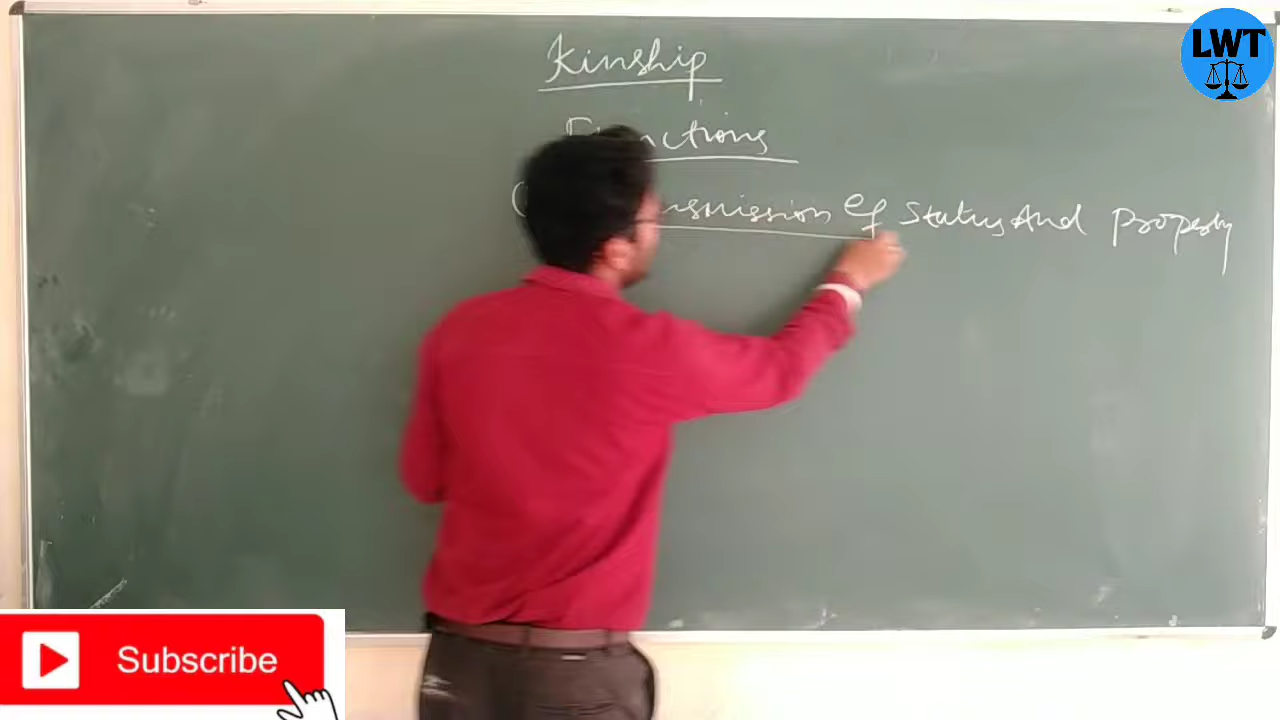 LWT
Kinship
Functions
Transmission of Status And Property
Subscribe